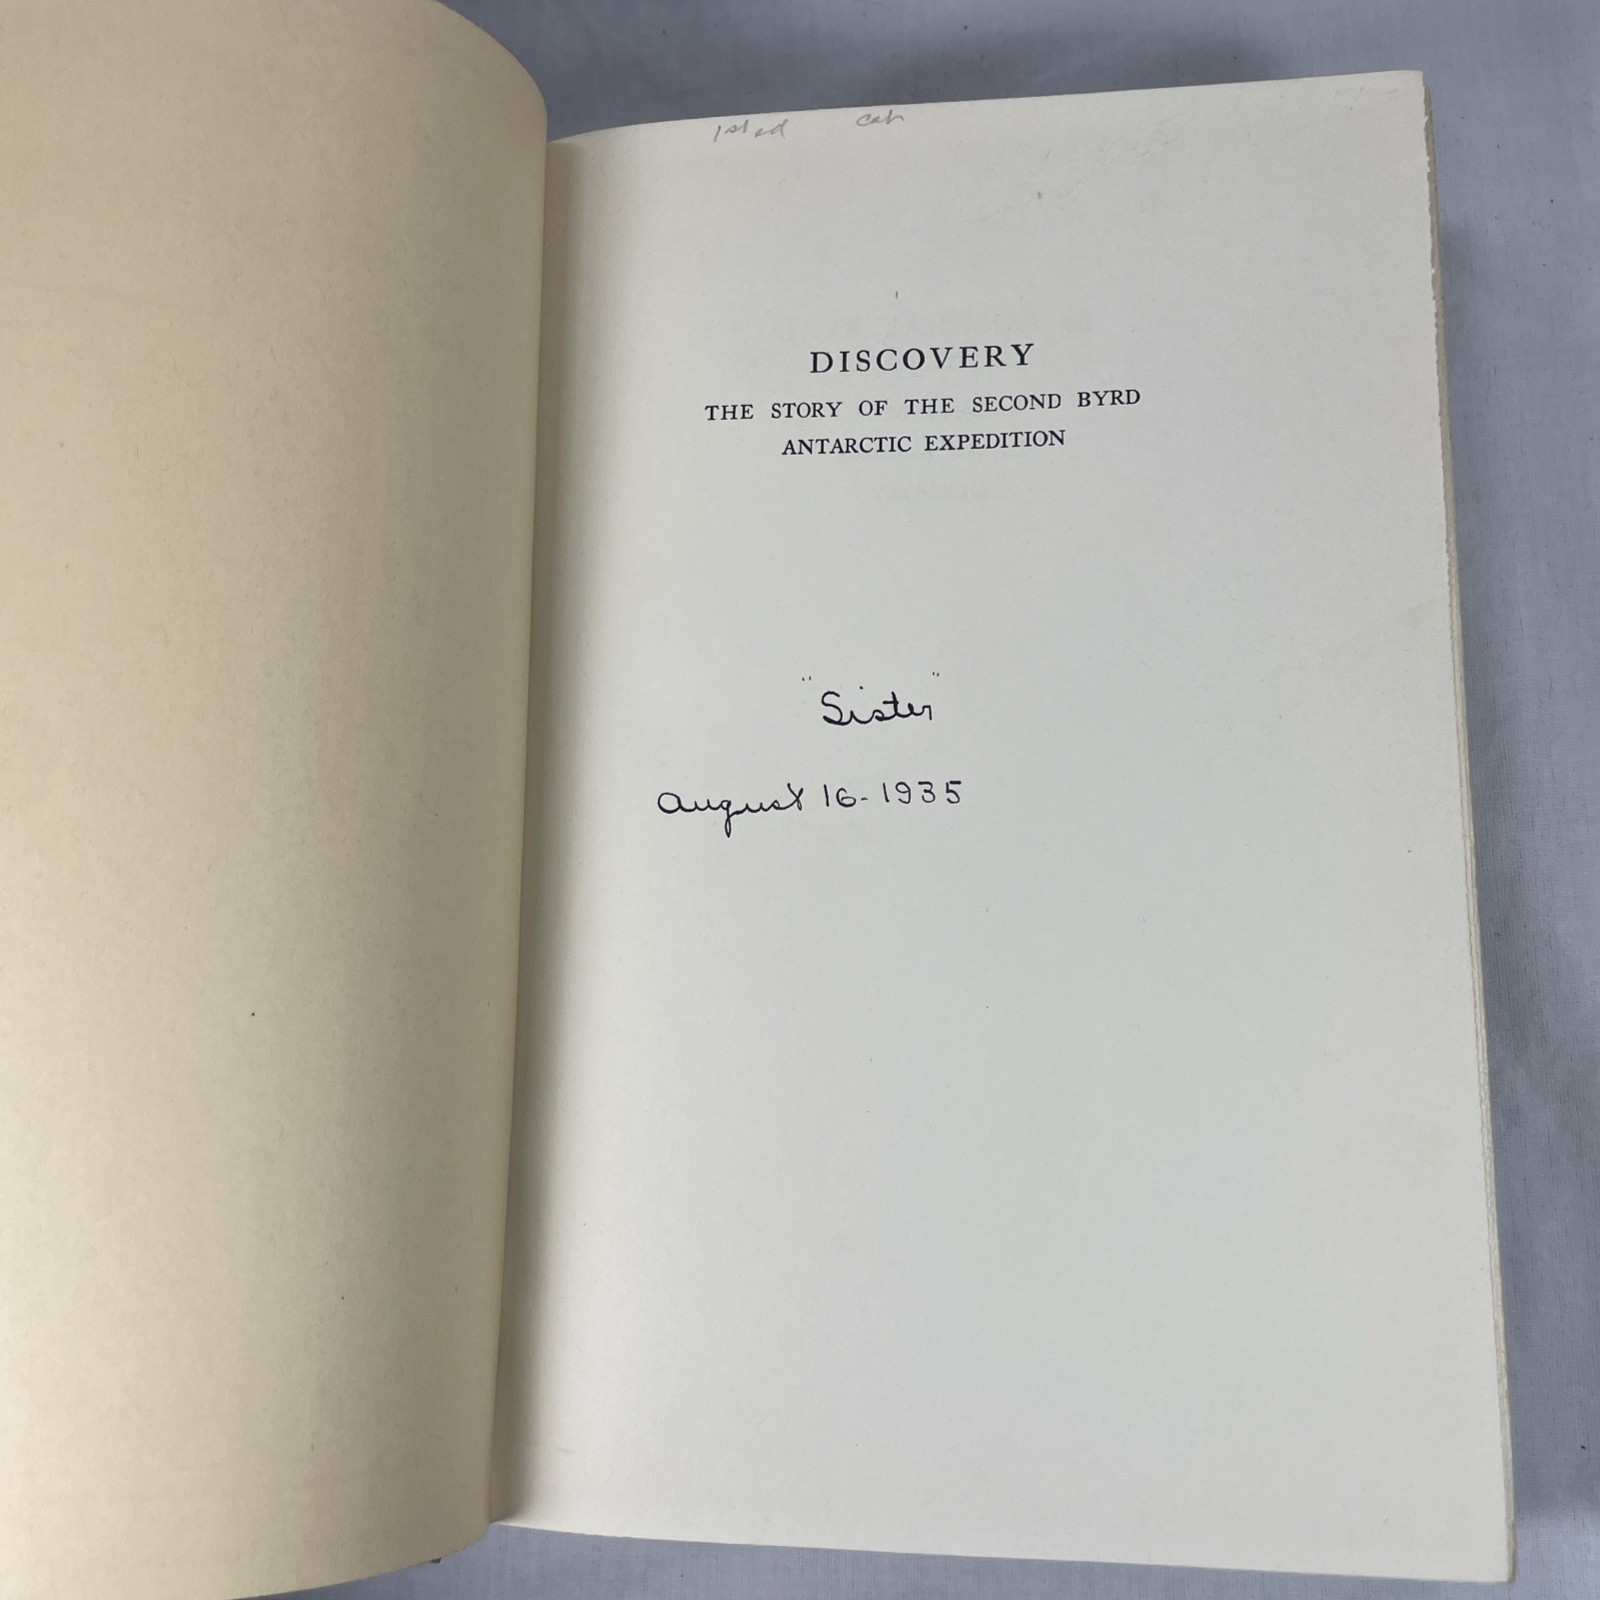 1st ed
DISCOVERY
THE STORY OF THE SECOND BYRD
ANTARCTIC EXPEDITION
"Sister"
August 16-1935